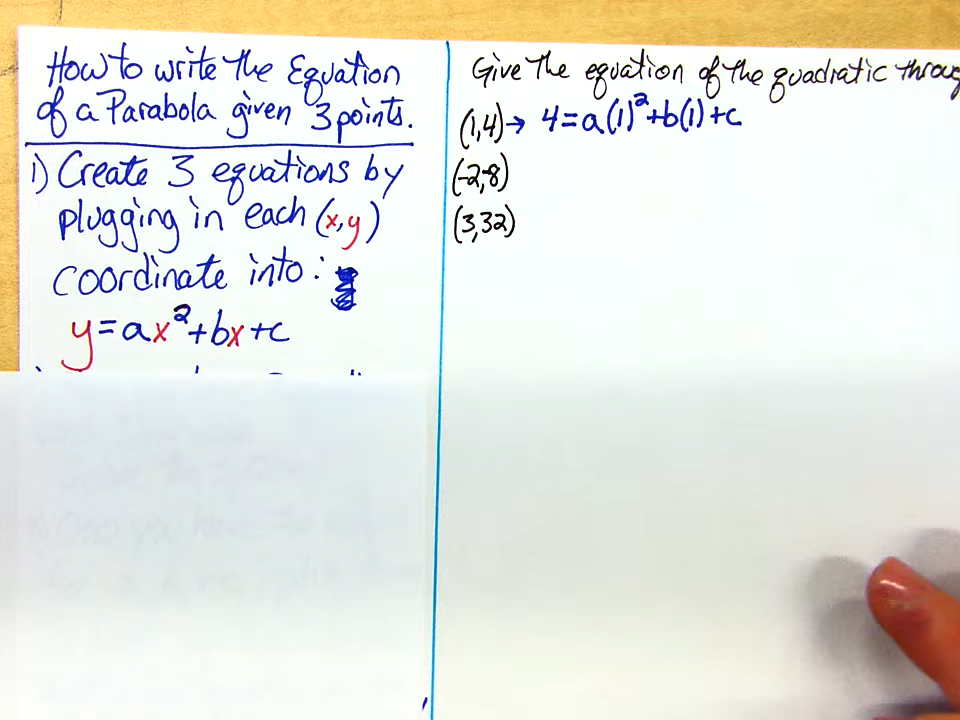 How to write the Equation
of a Parabola given 3 points.
1) Create 3 equations by
plugging in each (x,y)
coordinate into:
y=ax²+bx+c
Give the equation of the quadratic throug
(1,4)→ 4=a(1)²+b(1)+c
(-2,-8)
(3,32)